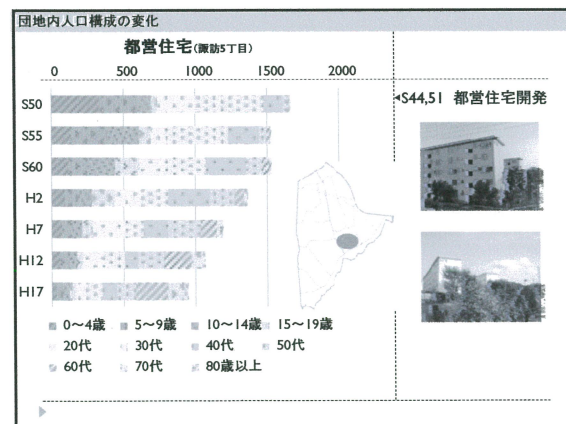 団地内人口構成の変化
都営住宅(諏訪5丁目)
0 500 1000 1500 2000
◂S44,51 都営住宅開発
S50
S55
S60
H2
H7
H12
H17
0〜4歳 5〜9歳 10〜14歳 15〜19歳
20代 30代 40代 50代
60代 70代 80歳以上